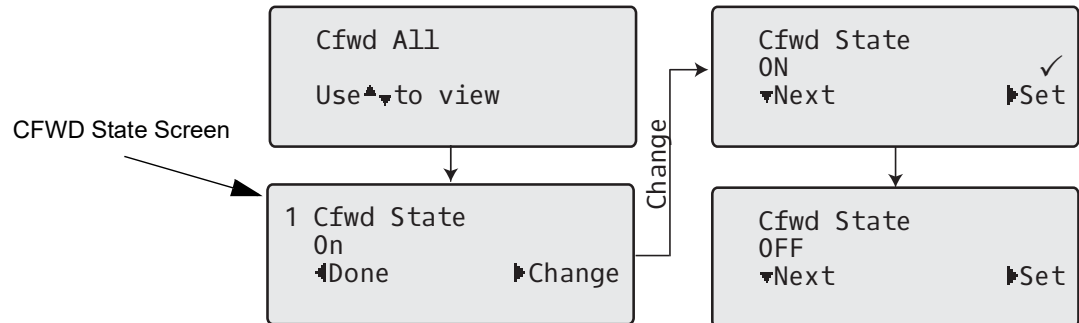 Cfwd All
Use▲▼to view
CFWD State Screen
1 Cfwd State
On
◀Done ▶Change
Change
Cfwd State
ON ✓
▼Next ▶Set
Cfwd State
OFF
▼Next ▶Set